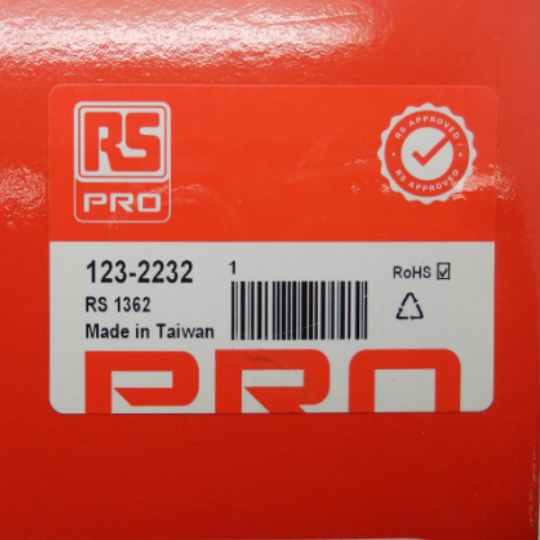 RS
PRO
RS APPROVED
RS APPROVED
123-2232
1
RoHS
RS 1362
Made in Taiwan
PRO